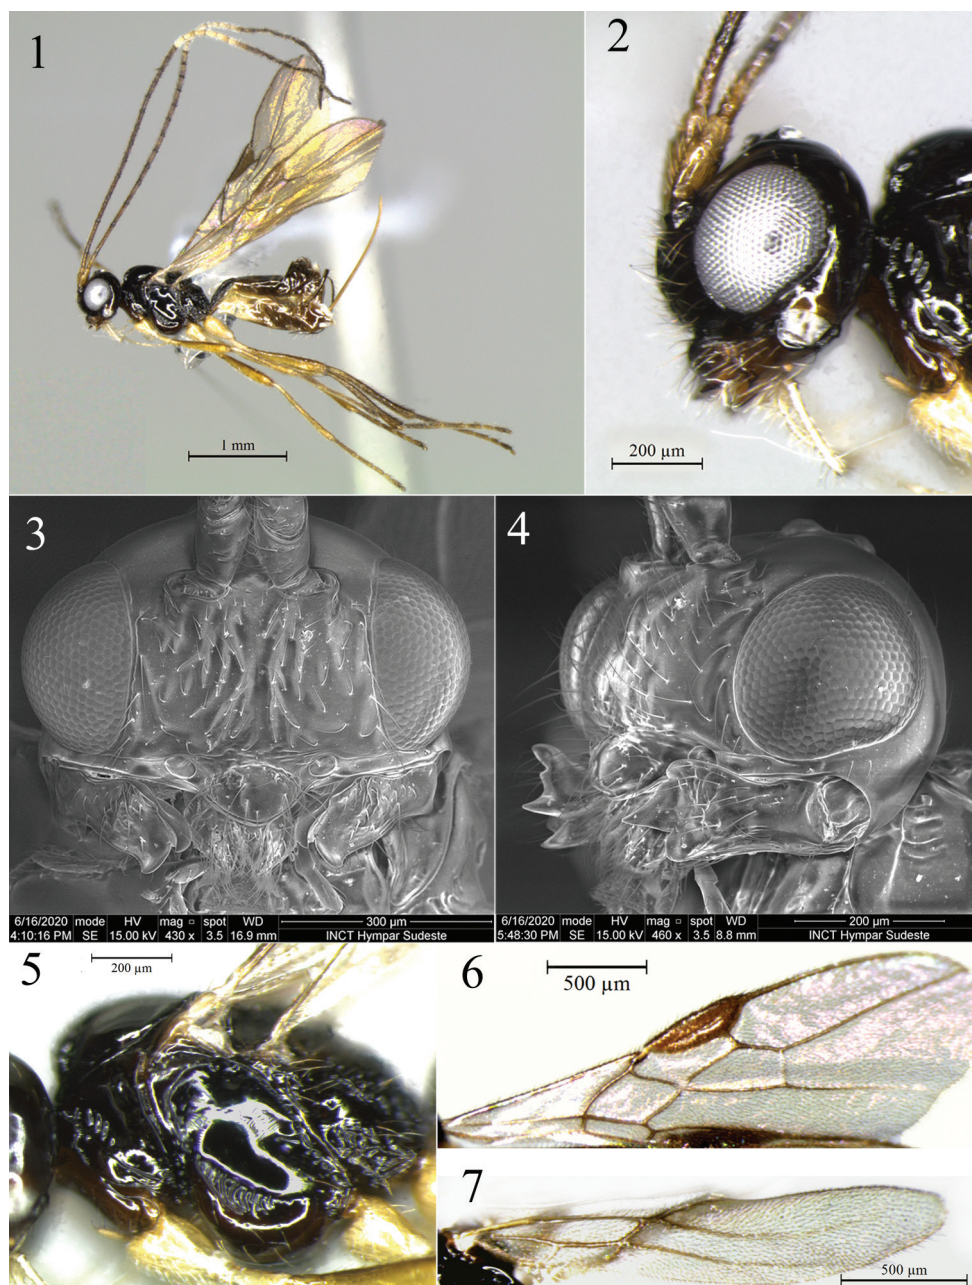 1
1 mm
2
200 µm
3
6/16/2020 mode HV mag □ spot WD 300 µm
4:10:16 PM SE 15.00 kV 430 x 3.5 16.9 mm INCT Hympar Sudeste
4
6/16/2020 mode HV mag □ spot WD 200 µm
5:48:30 PM SE 15.00 kV 460 x 3.5 8.8 mm INCT Hympar Sudeste
5
200 µm
6
500 µm
7
500 µm